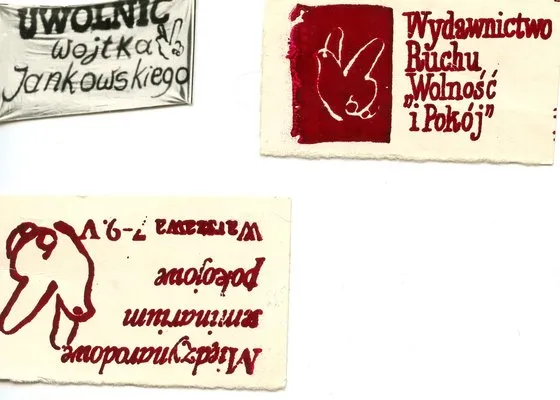 UWOLNIĆ
Wojtka
Jankowskiego
Wydawnictwo
Ruchu
„Wolność
i Pokój"
Międzynarodowe
seminarium
pokojowe
Warszawa 7-9.V